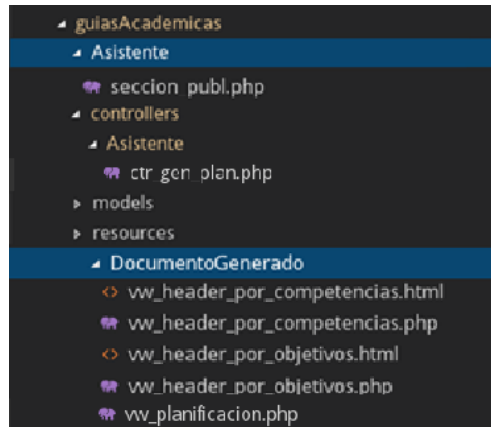 guiasAcademicas
Asistente
seccion_publ.php
controllers
Asistente
ctr_gen_plan.php
models
resources
DocumentoGenerado
vw_header_por_competencias.html
vw_header_por_competencias.php
vw_header_por_objetivos.html
vw_header_por_objetivos.php
vw_planificacion.php